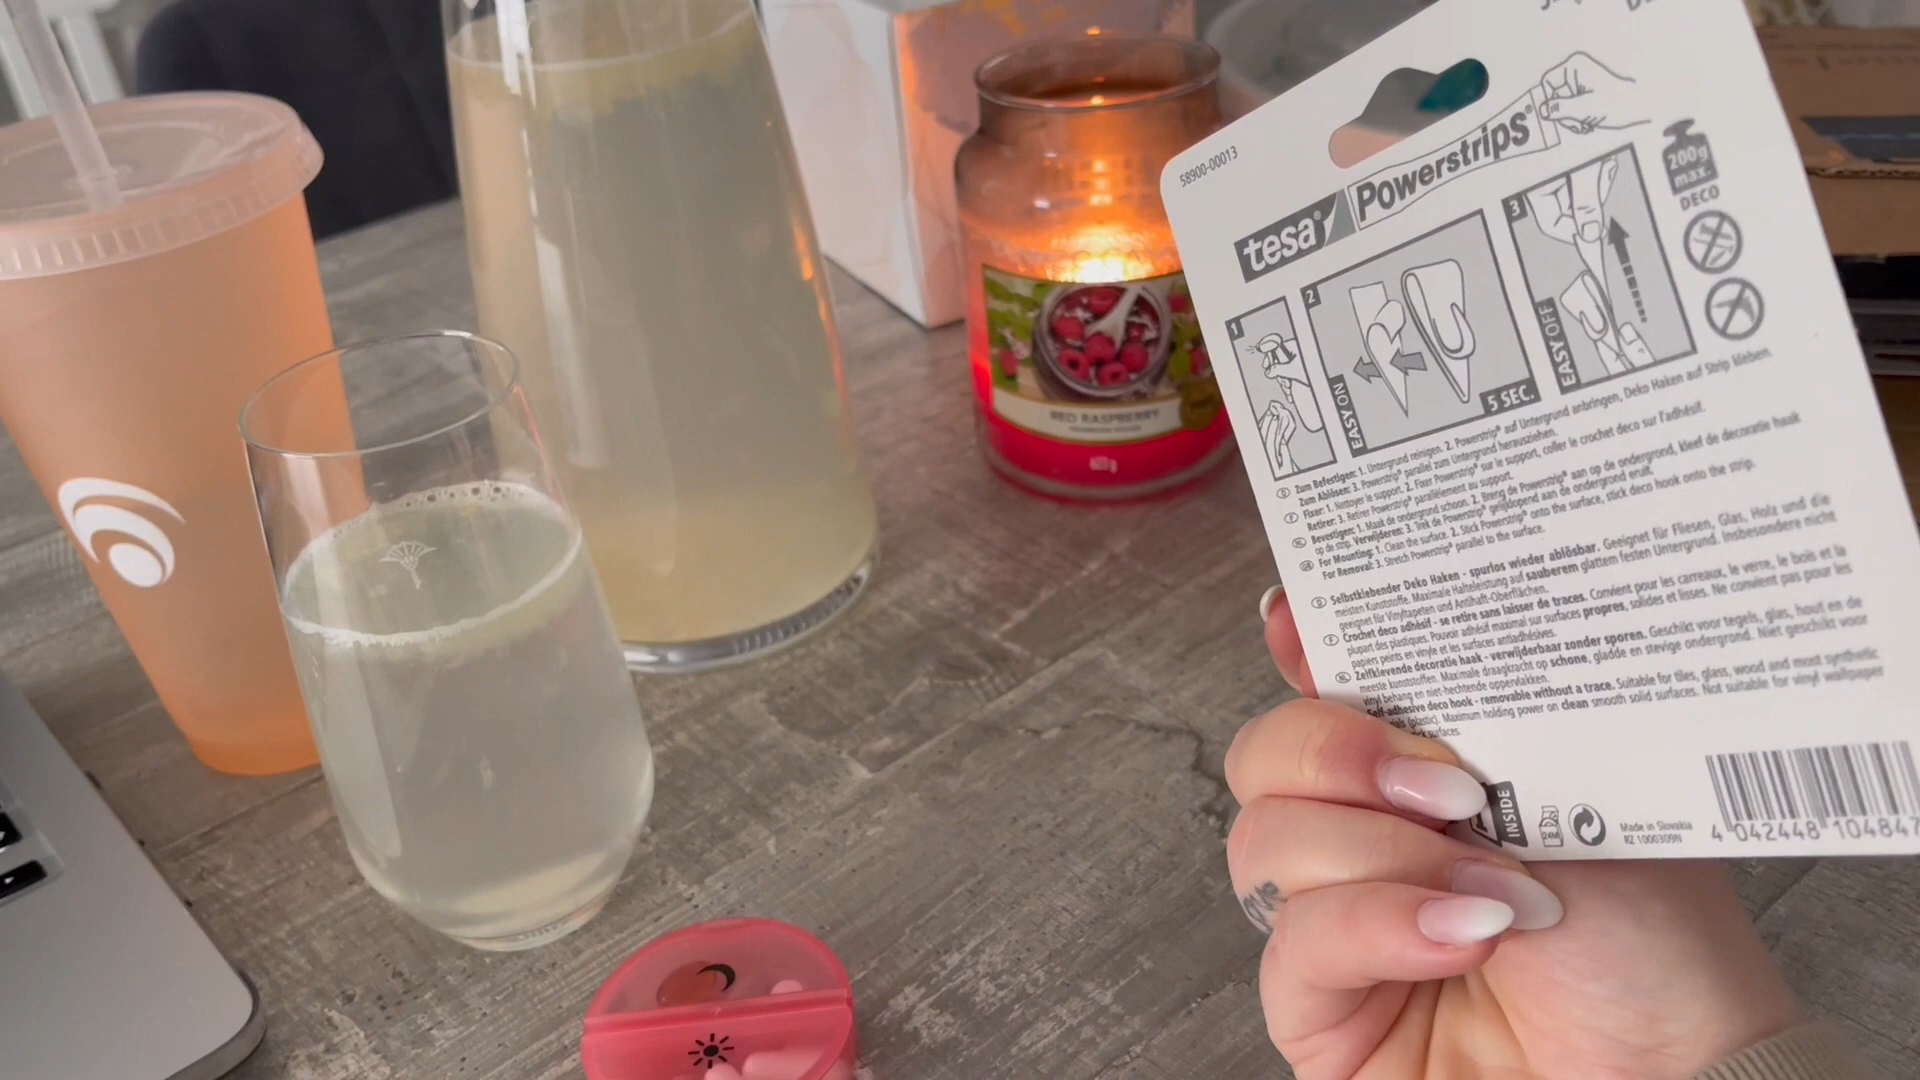 58900-00013
tesa® Powerstrips®
200g
max.
DECO
1
2
3
EASY ON
5 SEC.
EASY OFF
D Zum Befestigen: 1. Untergrund reinigen. 2. Powerstrip® auf Untergrund anbringen, Deko Haken auf Strip kleben.
Zum Ablösen: 3. Powerstrip® parallel zum Untergrund herausziehen.
F Fixer: 1. Nettoyer le support. 2. Fixer Powerstrip® sur le support, coller le crochet deco sur l'adhésif.
Retirer: 3. Retirer Powerstrip® parallèlement au support.
NL Bevestigen: 1. Maak de ondergrond schoon. 2. Breng de Powerstrip® aan op de ondergrond, kleef de decoratie haak
op de strip. Verwijderen: 3. Trek de Powerstrip® gelijklopend aan de ondergrond eruit.
GB For Mounting: 1. Clean the surface. 2. Stick Powerstrip® onto the surface, stick deco hook onto the strip.
For Removal: 3. Stretch Powerstrip® parallel to the surface.
D Selbstklebender Deko Haken - spurlos wieder ablösbar. Geeignet für Fliesen, Glas, Holz und die
meisten Kunststoffe. Maximale Halteleistung auf sauberem glattem festen Untergrund. Insbesondere nicht
geeignet für Vinyltapeten und Antihaft-Oberflächen.
F Crochet deco adhésif - se retire sans laisser de traces. Convient pour les carreaux, le verre, le bois et la
plupart des plastiques. Pouvoir adhésif maximal sur surfaces propres, solides et lisses. Ne convient pas pour les
papiers peints en vinyle et les surfaces antiadhésives.
NL Zelfklevende decoratie haak - verwijderbaar zonder sporen. Geschikt voor tegels, glas, hout en de
meeste kunststoffen. Maximale draagkracht op schone, gladde en stevige ondergrond. Niet geschikt voor
vinyl behang en niet-hechtende oppervlakken.
Self-adhesive deco hook - removable without a trace. Suitable for tiles, glass, wood and most synthetic
(plastic). Maximum holding power on clean smooth solid surfaces. Not suitable for vinyl wallpaper
surfaces.
INSIDE
24M
Made in Slovakia
RZ 1000309N
4 042448 104847
RED RASPBERRY
FRAMBOISE ROUGE
623 g